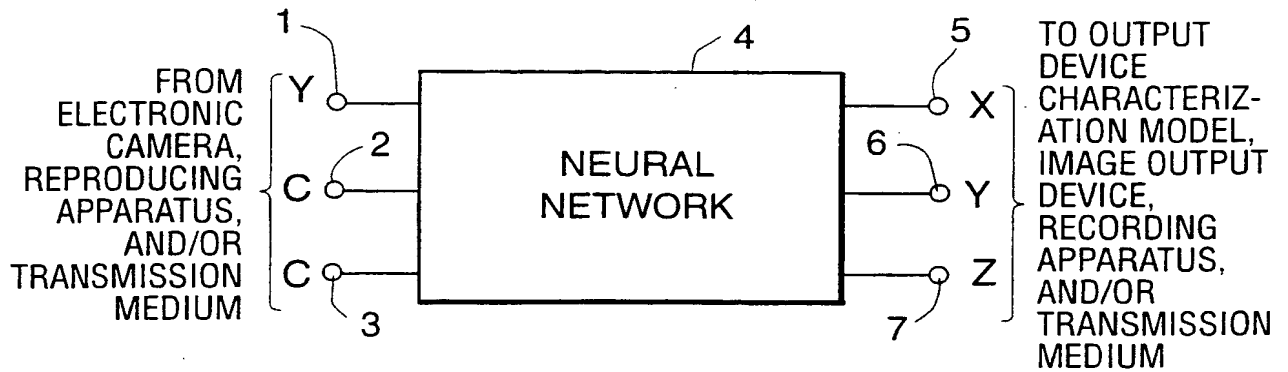 1
FROM
ELECTRONIC
CAMERA,
REPRODUCING
APPARATUS,
AND/OR
TRANSMISSION
MEDIUM
Y
2
C
C
3
4
NEURAL
NETWORK
5
X
6
Y
Z
7
TO OUTPUT
DEVICE
CHARACTERIZ-
ATION MODEL,
IMAGE OUTPUT
DEVICE,
RECORDING
APPARATUS,
AND/OR
TRANSMISSION
MEDIUM